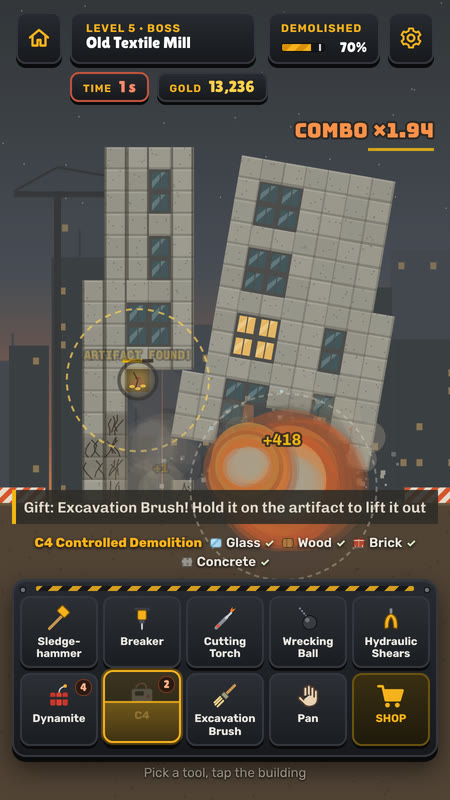 LEVEL 5 • BOSS
Old Textile Mill
DEMOLISHED
70%
TIME 1s
GOLD 13,236
COMBO ×1.94
ARTIFACT FOUND!
+418
+1
Gift: Excavation Brush! Hold it on the artifact to lift it out
C4 Controlled Demolition Glass ✓ Wood ✓ Brick ✓
Concrete ✓
Sledge-
hammer
Breaker
Cutting
Torch
Wrecking
Ball
Hydraulic
Shears
4
Dynamite
2
C4
Excavation
Brush
Pan
SHOP
Pick a tool, tap the building